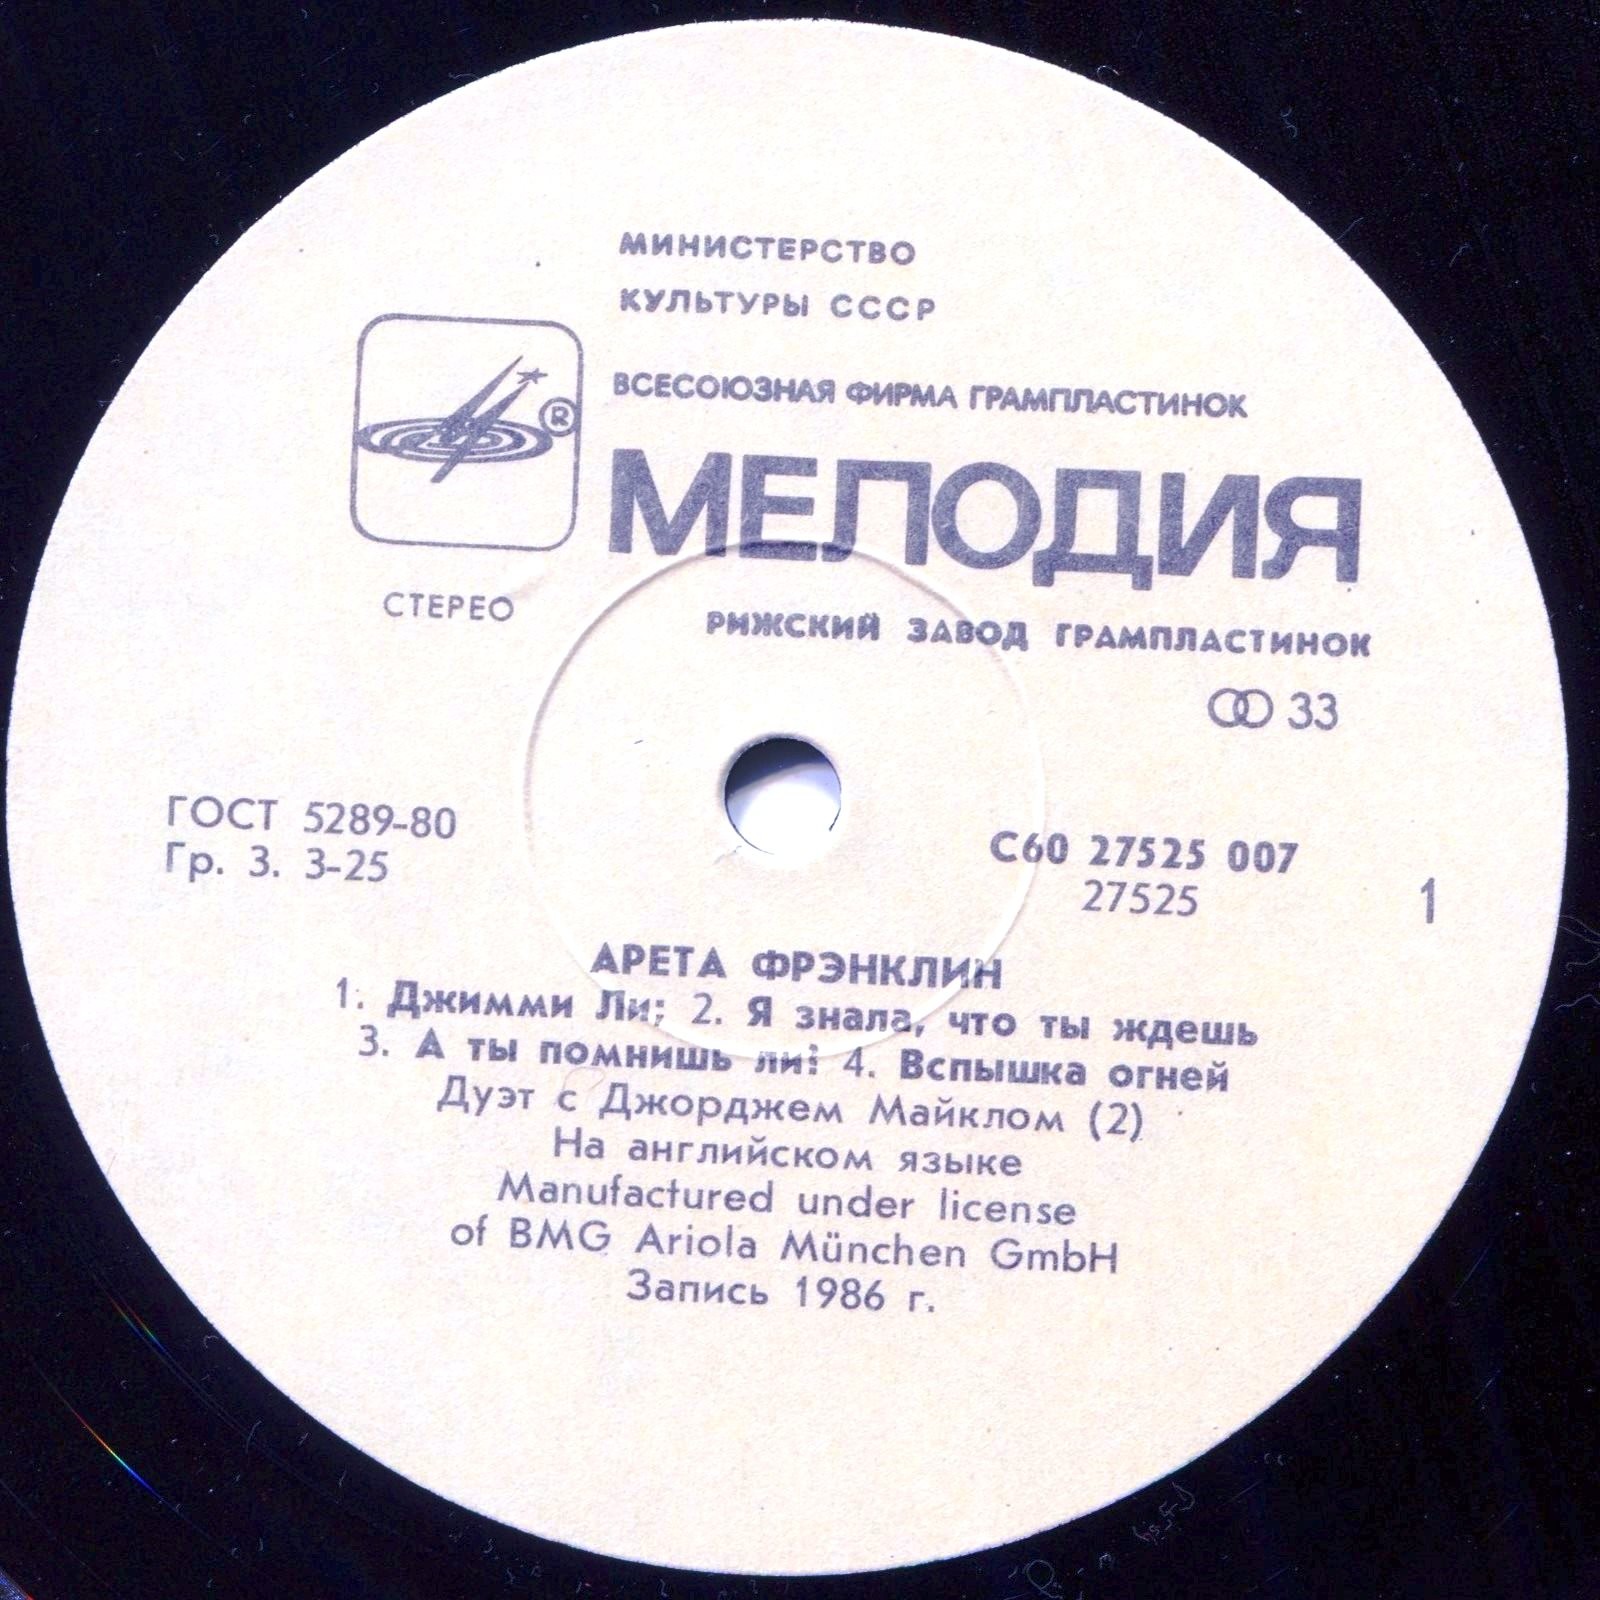 МИНИСТЕРСТВО
КУЛЬТУРЫ СССР
ВСЕСОЮЗНАЯ ФИРМА ГРАМПЛАСТИНОК
®
МЕЛОДИЯ
СТЕРЕО
РИЖСКИЙ ЗАВОД ГРАМПЛАСТИНОК
33
ГОСТ 5289-80
Гр. 3. 3-25
С60 27525 007
27525
1
АРЕТА ФРЭНКЛИН
1. Джимми Ли; 2. Я знала, что ты ждешь
3. А ты помнишь ли? 4. Вспышка огней
Дуэт с Джорджем Майклом (2)
На английском языке
Manufactured under license
of BMG Ariola München GmbH
Запись 1986 г.